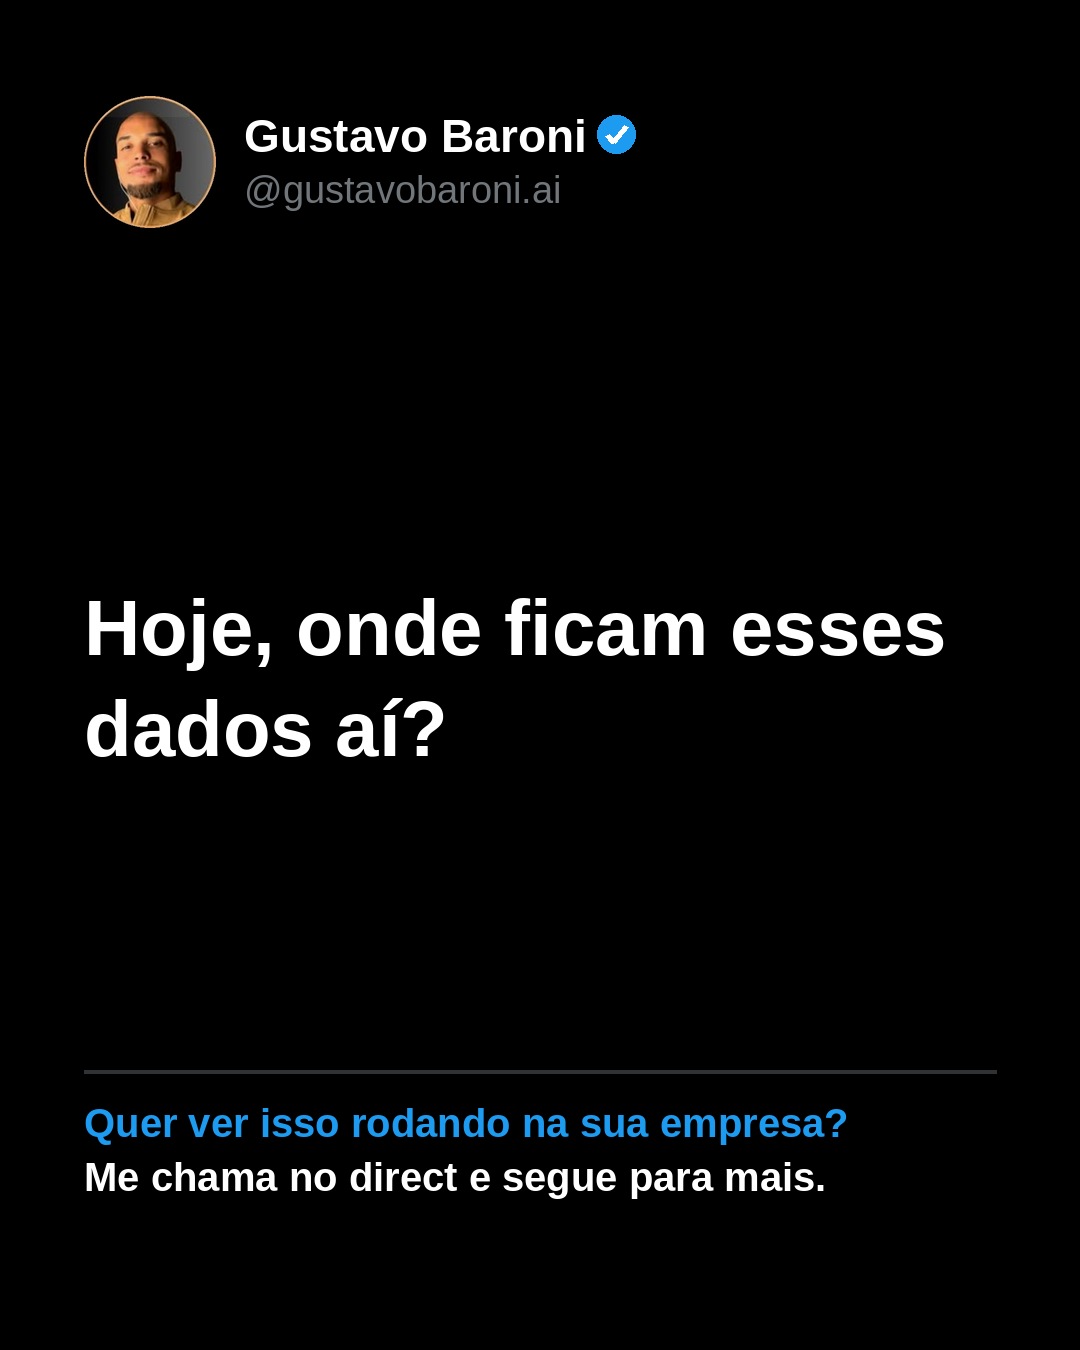 Gustavo Baroni
@gustavobaroni.ai
Hoje, onde ficam esses
dados aí?
Quer ver isso rodando na sua empresa?
Me chama no direct e segue para mais.